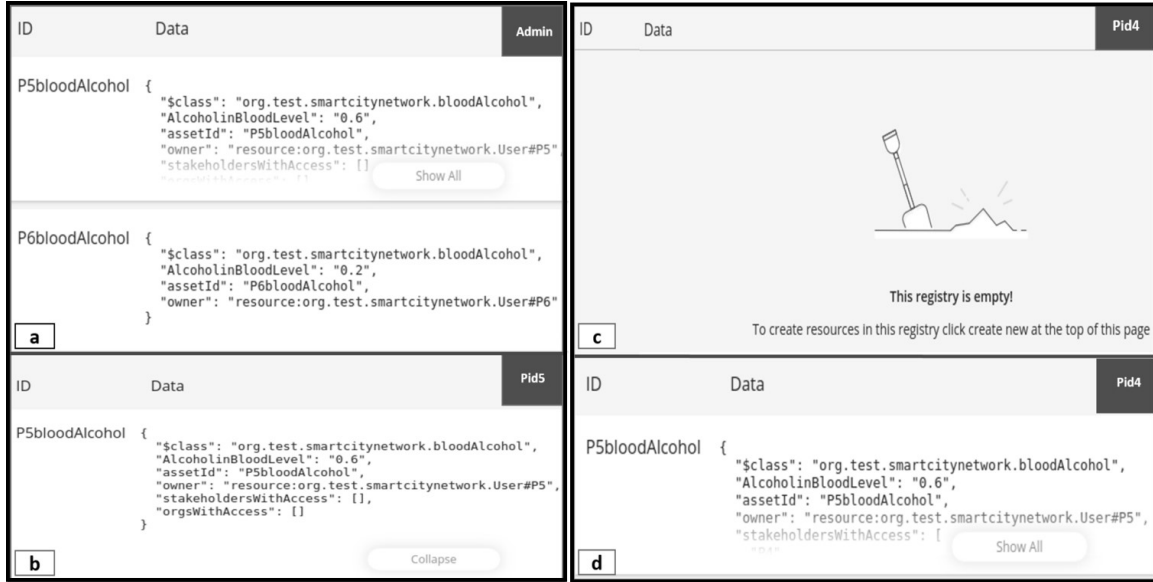 ID Data Admin
P5bloodAlcohol {
"$class": "org.test.smartcitynetwork.bloodAlcohol",
"AlcoholinBloodLevel": "0.6",
"assetId": "P5bloodAlcohol",
"owner": "resource:org.test.smartcitynetwork.User#P5",
"stakeholdersWithAccess": []
Show All
P6bloodAlcohol {
"$class": "org.test.smartcitynetwork.bloodAlcohol",
"AlcoholinBloodLevel": "0.2",
"assetId": "P6bloodAlcohol",
"owner": "resource:org.test.smartcitynetwork.User#P6"
}
a
ID Data Pid5
P5bloodAlcohol {
"$class": "org.test.smartcitynetwork.bloodAlcohol",
"AlcoholinBloodLevel": "0.6",
"assetId": "P5bloodAlcohol",
"owner": "resource:org.test.smartcitynetwork.User#P5",
"stakeholdersWithAccess": [],
"orgsWithAccess": []
}
Collapse
b
ID Data Pid4
This registry is empty!
To create resources in this registry click create new at the top of this page
c
ID Data Pid4
P5bloodAlcohol {
"$class": "org.test.smartcitynetwork.bloodAlcohol",
"AlcoholinBloodLevel": "0.6",
"assetId": "P5bloodAlcohol",
"owner": "resource:org.test.smartcitynetwork.User#P5",
"stakeholdersWithAccess": [
Show All
d